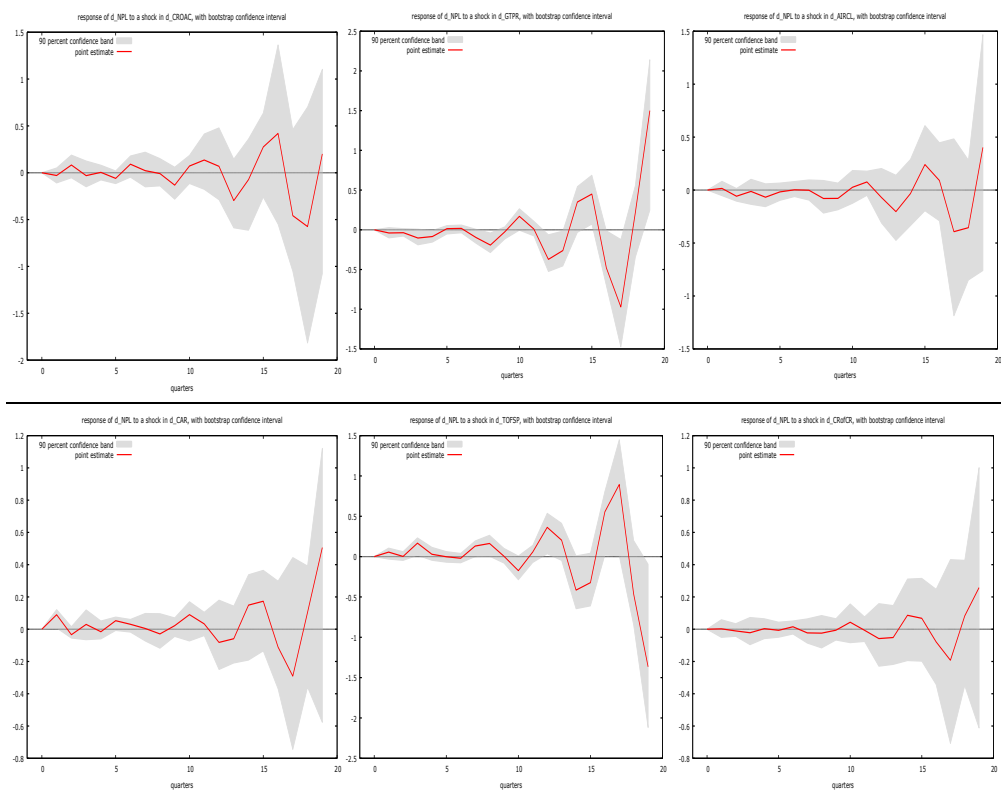 response of d_NPL to a shock in d_CROAC, with bootstrap confidence interval
90 percent confidence band
point estimate
1.5
1
0.5
0
-0.5
-1
-1.5
-2
0 5 10 15 20
quarters
response of d_NPL to a shock in d_GTPR, with bootstrap confidence interval
90 percent confidence band
point estimate
2.5
2
1.5
1
0.5
0
-0.5
-1
-1.5
0 5 10 15 20
quarters
response of d_NPL to a shock in d_AIRCL, with bootstrap confidence interval
90 percent confidence band
point estimate
1.5
1
0.5
0
-0.5
-1
-1.5
0 5 10 15 20
quarters
response of d_NPL to a shock in d_CAR, with bootstrap confidence interval
90 percent confidence band
point estimate
1.2
1
0.8
0.6
0.4
0.2
0
-0.2
-0.4
-0.6
-0.8
0 5 10 15 20
quarters
response of d_NPL to a shock in d_TOFSP, with bootstrap confidence interval
90 percent confidence band
point estimate
1.5
1
0.5
0
-0.5
-1
-1.5
-2
-2.5
0 5 10 15 20
quarters
response of d_NPL to a shock in d_CRofCR, with bootstrap confidence interval
90 percent confidence band
point estimate
1.2
1
0.8
0.6
0.4
0.2
0
-0.2
-0.4
-0.6
-0.8
0 5 10 15 20
quarters